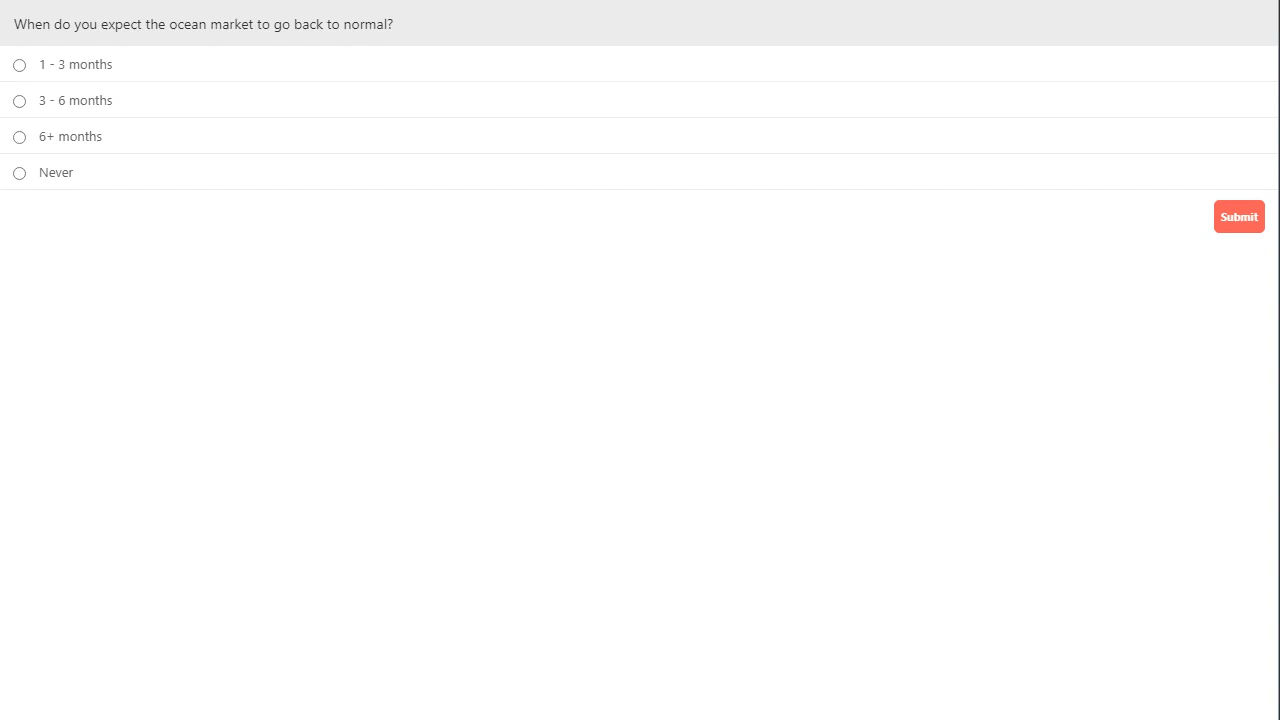 When do you expect the ocean market to go back to normal?
1 - 3 months
3 - 6 months
6+ months
Never
Submit